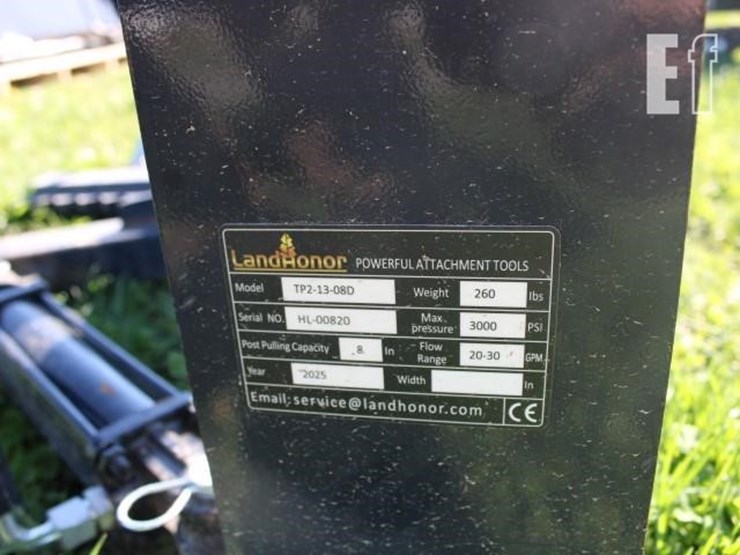 Ef
LandHonor POWERFUL ATTACHMENT TOOLS
Model TP2-13-08D Weight 260 lbs
Serial NO. HL-00820 Max. pressure 3000 PSI
Post Pulling Capacity 8 In Flow Range 20-30 GPM
Year 2025 Width In
Email: service@landhonor.com CE